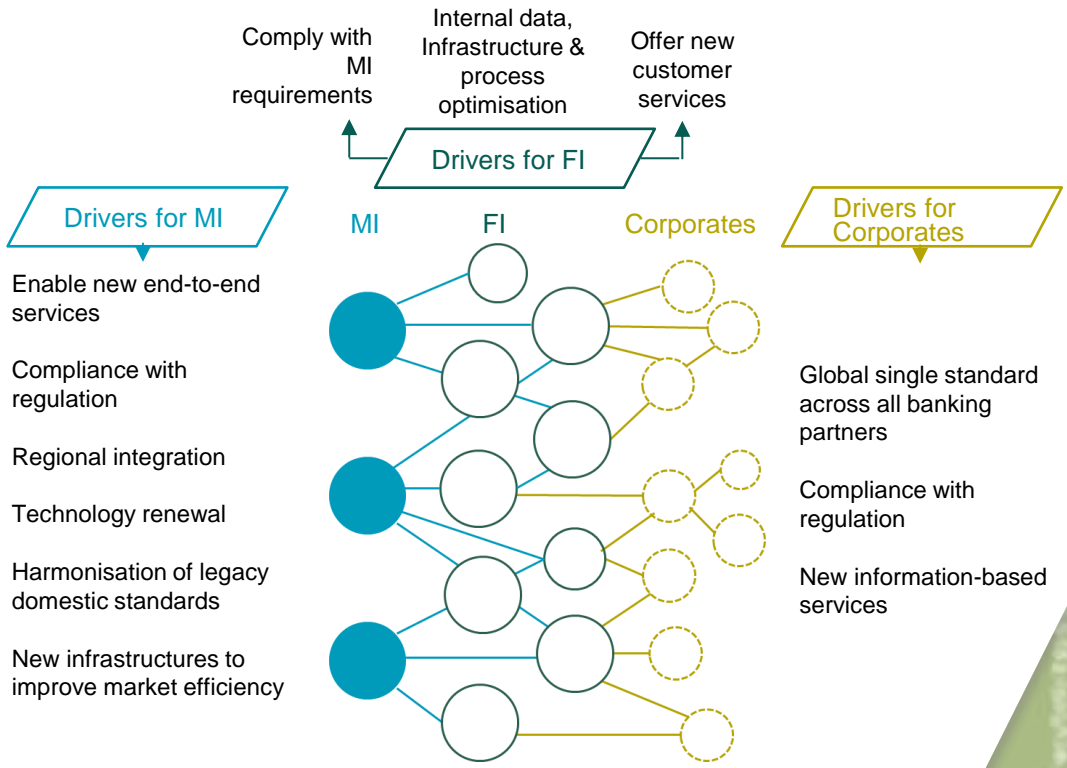 Comply with
MI
requirements
Internal data,
Infrastructure &
process
optimisation
Offer new
customer
services
Drivers for FI
Drivers for MI
MI
FI
Corporates
Drivers for
Corporates
Enable new end-to-end
services
Compliance with
regulation
Regional integration
Technology renewal
Harmonisation of legacy
domestic standards
New infrastructures to
improve market efficiency
Global single standard
across all banking
partners
Compliance with
regulation
New information-based
services